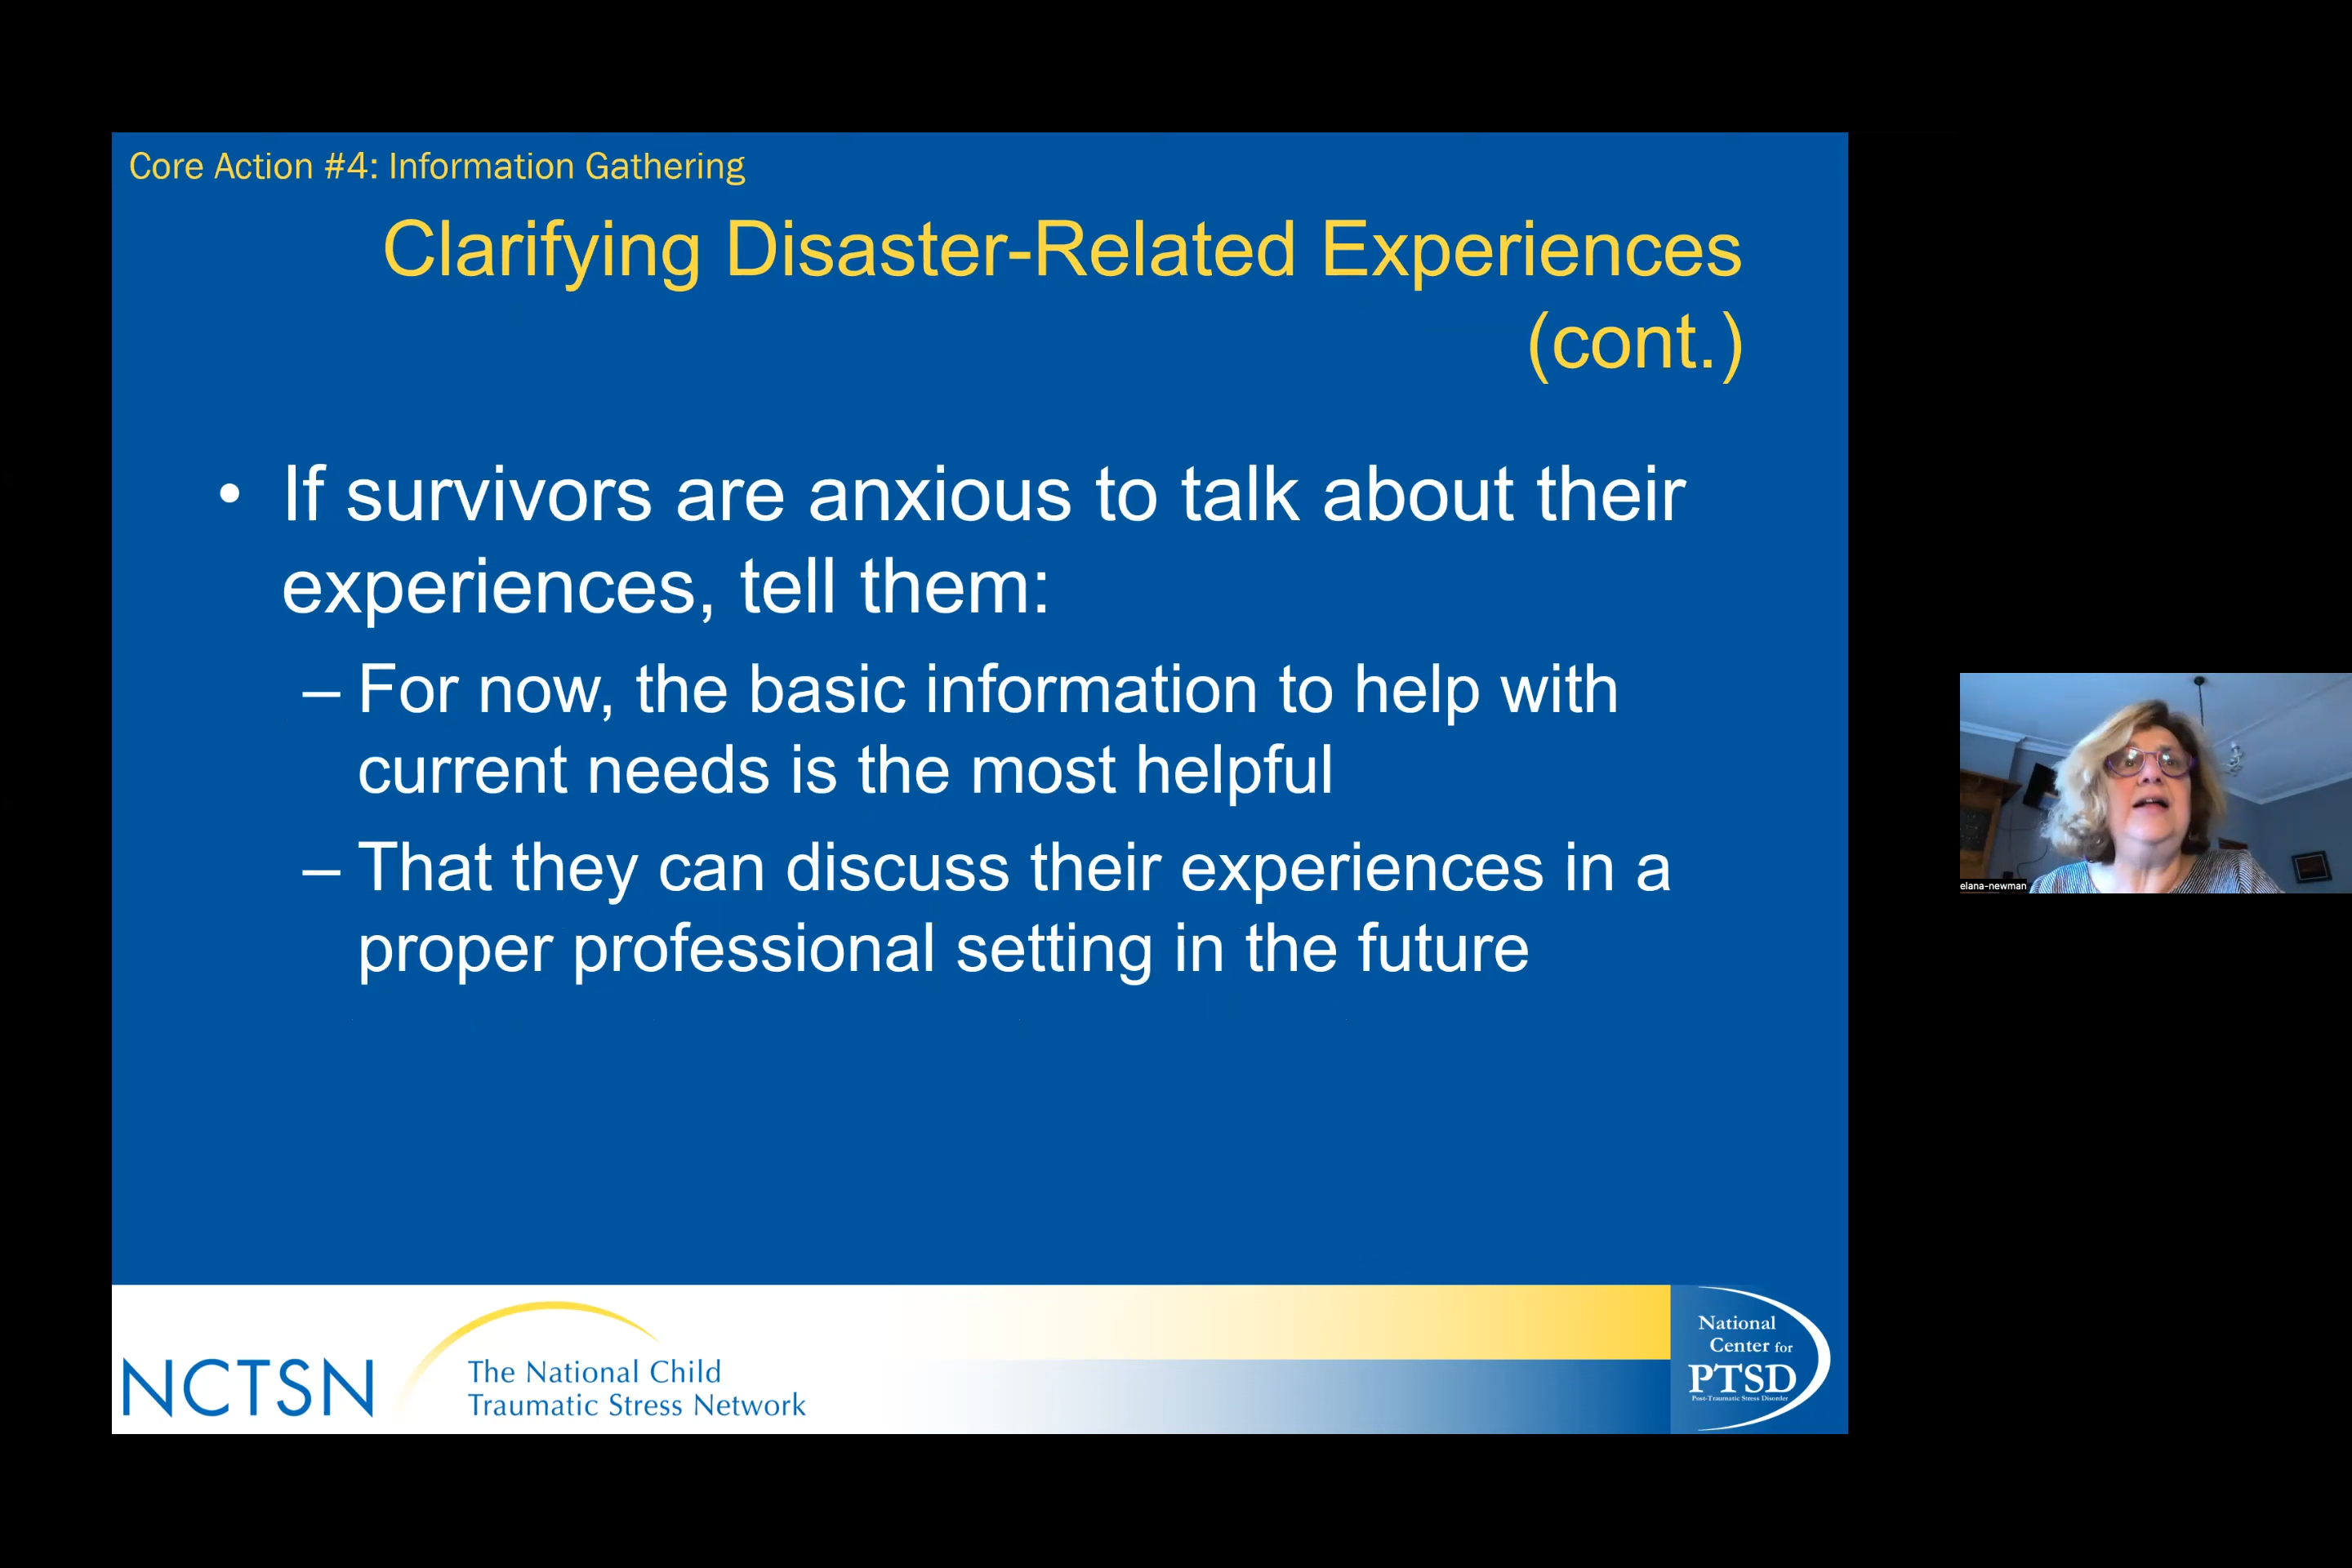 Core Action #4: Information Gathering
Clarifying Disaster-Related Experiences
(cont.)
• If survivors are anxious to talk about their
experiences, tell them:
– For now, the basic information to help with
current needs is the most helpful
– That they can discuss their experiences in a
proper professional setting in the future
elana-newman
NCTSN
The National Child
Traumatic Stress Network
National
Center for
PTSD
Post-Traumatic Stress Disorder